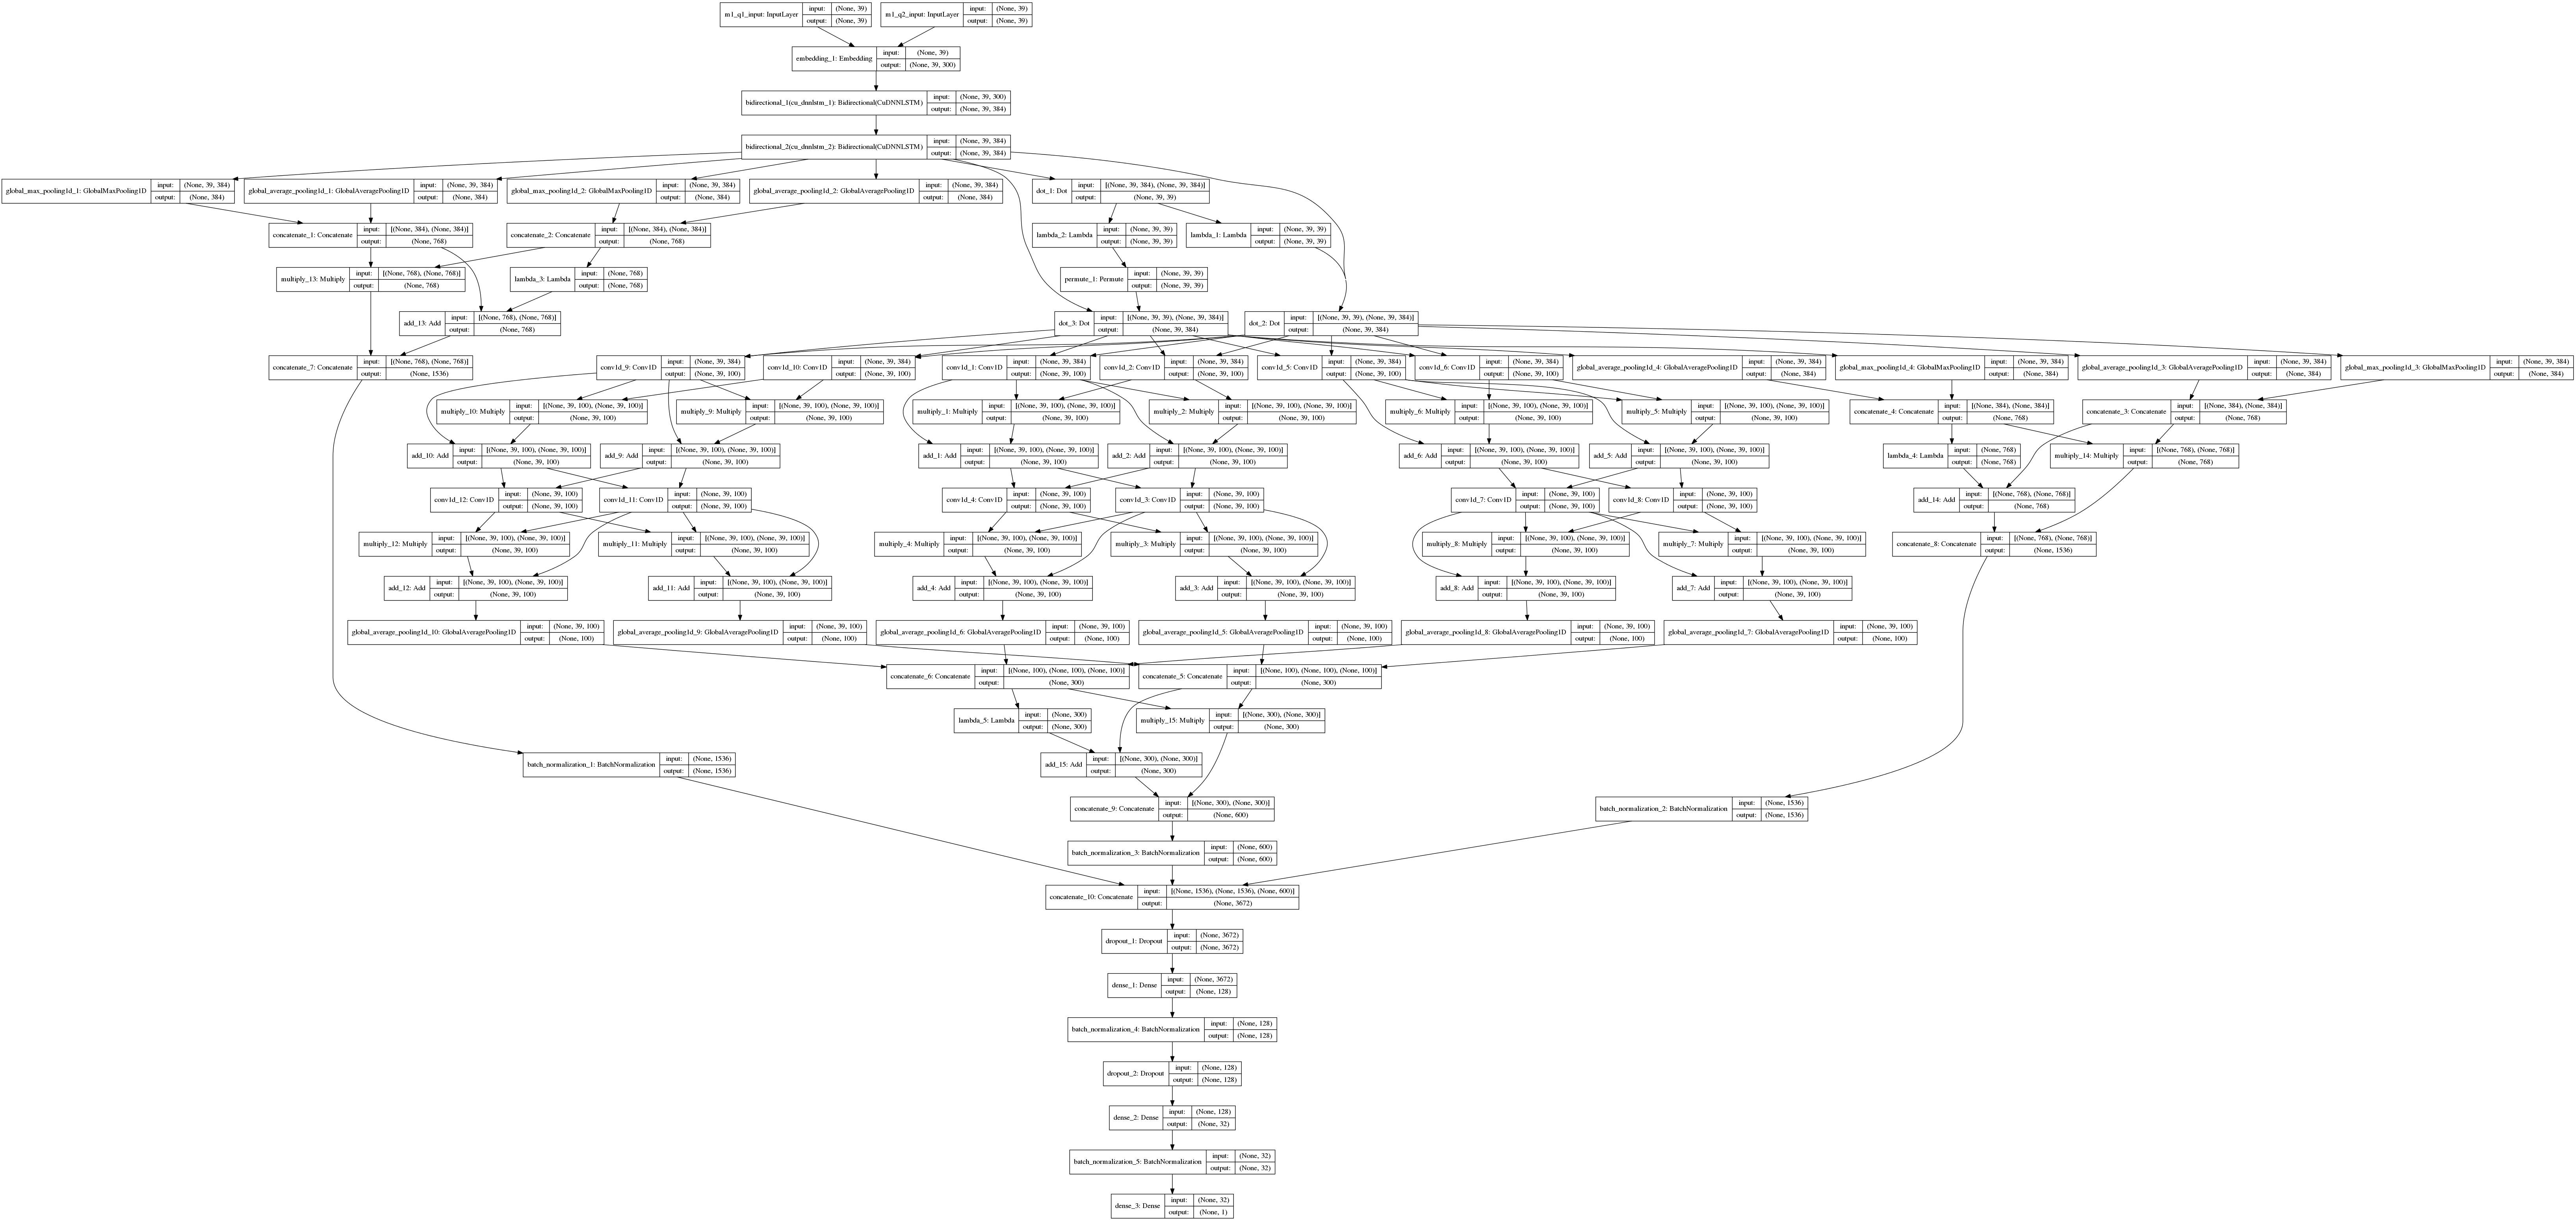 m1_q1_input: InputLayer
input: (None, 39)
output: (None, 39)
m1_q2_input: InputLayer
input: (None, 39)
output: (None, 39)
embedding_1: Embedding
input: (None, 39)
output: (None, 39, 300)
bidirectional_1(cu_dnnlstm_1): Bidirectional(CuDNNLSTM)
input: (None, 39, 300)
output: (None, 39, 384)
bidirectional_2(cu_dnnlstm_2): Bidirectional(CuDNNLSTM)
input: (None, 39, 384)
output: (None, 39, 384)
global_max_pooling1d_1: GlobalMaxPooling1D
input: (None, 39, 384)
output: (None, 384)
global_average_pooling1d_1: GlobalAveragePooling1D
input: (None, 39, 384)
output: (None, 384)
global_max_pooling1d_2: GlobalMaxPooling1D
input: (None, 39, 384)
output: (None, 384)
global_average_pooling1d_2: GlobalAveragePooling1D
input: (None, 39, 384)
output: (None, 384)
dot_1: Dot
input: [(None, 39, 384), (None, 39, 384)]
output: (None, 39, 39)
concatenate_1: Concatenate
input: [(None, 384), (None, 384)]
output: (None, 768)
concatenate_2: Concatenate
input: [(None, 384), (None, 384)]
output: (None, 768)
lambda_2: Lambda
input: (None, 39, 39)
output: (None, 39, 39)
lambda_1: Lambda
input: (None, 39, 39)
output: (None, 39, 39)
multiply_13: Multiply
input: [(None, 768), (None, 768)]
output: (None, 768)
lambda_3: Lambda
input: (None, 768)
output: (None, 768)
permute_1: Permute
input: (None, 39, 39)
output: (None, 39, 39)
add_13: Add
input: [(None, 768), (None, 768)]
output: (None, 768)
dot_3: Dot
input: [(None, 39, 39), (None, 39, 384)]
output: (None, 39, 384)
dot_2: Dot
input: [(None, 39, 39), (None, 39, 384)]
output: (None, 39, 384)
concatenate_7: Concatenate
input: [(None, 768), (None, 768)]
output: (None, 1536)
conv1d_9: Conv1D
input: (None, 39, 384)
output: (None, 39, 100)
conv1d_10: Conv1D
input: (None, 39, 384)
output: (None, 39, 100)
conv1d_1: Conv1D
input: (None, 39, 384)
output: (None, 39, 100)
conv1d_2: Conv1D
input: (None, 39, 384)
output: (None, 39, 100)
conv1d_5: Conv1D
input: (None, 39, 384)
output: (None, 39, 100)
conv1d_6: Conv1D
input: (None, 39, 384)
output: (None, 39, 100)
global_average_pooling1d_4: GlobalAveragePooling1D
input: (None, 39, 384)
output: (None, 384)
global_max_pooling1d_4: GlobalMaxPooling1D
input: (None, 39, 384)
output: (None, 384)
global_average_pooling1d_3: GlobalAveragePooling1D
input: (None, 39, 384)
output: (None, 384)
global_max_pooling1d_3: GlobalMaxPooling1D
input: (None, 39, 384)
output: (None, 384)
multiply_10: Multiply
input: [(None, 39, 100), (None, 39, 100)]
output: (None, 39, 100)
multiply_9: Multiply
input: [(None, 39, 100), (None, 39, 100)]
output: (None, 39, 100)
multiply_1: Multiply
input: [(None, 39, 100), (None, 39, 100)]
output: (None, 39, 100)
multiply_2: Multiply
input: [(None, 39, 100), (None, 39, 100)]
output: (None, 39, 100)
multiply_6: Multiply
input: [(None, 39, 100), (None, 39, 100)]
output: (None, 39, 100)
multiply_5: Multiply
input: [(None, 39, 100), (None, 39, 100)]
output: (None, 39, 100)
concatenate_4: Concatenate
input: [(None, 384), (None, 384)]
output: (None, 768)
concatenate_3: Concatenate
input: [(None, 384), (None, 384)]
output: (None, 768)
add_10: Add
input: [(None, 39, 100), (None, 39, 100)]
output: (None, 39, 100)
add_9: Add
input: [(None, 39, 100), (None, 39, 100)]
output: (None, 39, 100)
add_1: Add
input: [(None, 39, 100), (None, 39, 100)]
output: (None, 39, 100)
add_2: Add
input: [(None, 39, 100), (None, 39, 100)]
output: (None, 39, 100)
add_6: Add
input: [(None, 39, 100), (None, 39, 100)]
output: (None, 39, 100)
add_5: Add
input: [(None, 39, 100), (None, 39, 100)]
output: (None, 39, 100)
lambda_4: Lambda
input: (None, 768)
output: (None, 768)
multiply_14: Multiply
input: [(None, 768), (None, 768)]
output: (None, 768)
conv1d_12: Conv1D
input: (None, 39, 100)
output: (None, 39, 100)
conv1d_11: Conv1D
input: (None, 39, 100)
output: (None, 39, 100)
conv1d_4: Conv1D
input: (None, 39, 100)
output: (None, 39, 100)
conv1d_3: Conv1D
input: (None, 39, 100)
output: (None, 39, 100)
conv1d_7: Conv1D
input: (None, 39, 100)
output: (None, 39, 100)
conv1d_8: Conv1D
input: (None, 39, 100)
output: (None, 39, 100)
add_14: Add
input: [(None, 768), (None, 768)]
output: (None, 768)
multiply_12: Multiply
input: [(None, 39, 100), (None, 39, 100)]
output: (None, 39, 100)
multiply_11: Multiply
input: [(None, 39, 100), (None, 39, 100)]
output: (None, 39, 100)
multiply_4: Multiply
input: [(None, 39, 100), (None, 39, 100)]
output: (None, 39, 100)
multiply_3: Multiply
input: [(None, 39, 100), (None, 39, 100)]
output: (None, 39, 100)
multiply_8: Multiply
input: [(None, 39, 100), (None, 39, 100)]
output: (None, 39, 100)
multiply_7: Multiply
input: [(None, 39, 100), (None, 39, 100)]
output: (None, 39, 100)
concatenate_8: Concatenate
input: [(None, 768), (None, 768)]
output: (None, 1536)
add_12: Add
input: [(None, 39, 100), (None, 39, 100)]
output: (None, 39, 100)
add_11: Add
input: [(None, 39, 100), (None, 39, 100)]
output: (None, 39, 100)
add_4: Add
input: [(None, 39, 100), (None, 39, 100)]
output: (None, 39, 100)
add_3: Add
input: [(None, 39, 100), (None, 39, 100)]
output: (None, 39, 100)
add_8: Add
input: [(None, 39, 100), (None, 39, 100)]
output: (None, 39, 100)
add_7: Add
input: [(None, 39, 100), (None, 39, 100)]
output: (None, 39, 100)
global_average_pooling1d_10: GlobalAveragePooling1D
input: (None, 39, 100)
output: (None, 100)
global_average_pooling1d_9: GlobalAveragePooling1D
input: (None, 39, 100)
output: (None, 100)
global_average_pooling1d_6: GlobalAveragePooling1D
input: (None, 39, 100)
output: (None, 100)
global_average_pooling1d_5: GlobalAveragePooling1D
input: (None, 39, 100)
output: (None, 100)
global_average_pooling1d_8: GlobalAveragePooling1D
input: (None, 39, 100)
output: (None, 100)
global_average_pooling1d_7: GlobalAveragePooling1D
input: (None, 39, 100)
output: (None, 100)
concatenate_6: Concatenate
input: [(None, 100), (None, 100), (None, 100)]
output: (None, 300)
concatenate_5: Concatenate
input: [(None, 100), (None, 100), (None, 100)]
output: (None, 300)
lambda_5: Lambda
input: (None, 300)
output: (None, 300)
multiply_15: Multiply
input: [(None, 300), (None, 300)]
output: (None, 300)
batch_normalization_1: BatchNormalization
input: (None, 1536)
output: (None, 1536)
add_15: Add
input: [(None, 300), (None, 300)]
output: (None, 300)
concatenate_9: Concatenate
input: [(None, 300), (None, 300)]
output: (None, 600)
batch_normalization_2: BatchNormalization
input: (None, 1536)
output: (None, 1536)
batch_normalization_3: BatchNormalization
input: (None, 600)
output: (None, 600)
concatenate_10: Concatenate
input: [(None, 1536), (None, 1536), (None, 600)]
output: (None, 3672)
dropout_1: Dropout
input: (None, 3672)
output: (None, 3672)
dense_1: Dense
input: (None, 3672)
output: (None, 128)
batch_normalization_4: BatchNormalization
input: (None, 128)
output: (None, 128)
dropout_2: Dropout
input: (None, 128)
output: (None, 128)
dense_2: Dense
input: (None, 128)
output: (None, 32)
batch_normalization_5: BatchNormalization
input: (None, 32)
output: (None, 32)
dense_3: Dense
input: (None, 32)
output: (None, 1)